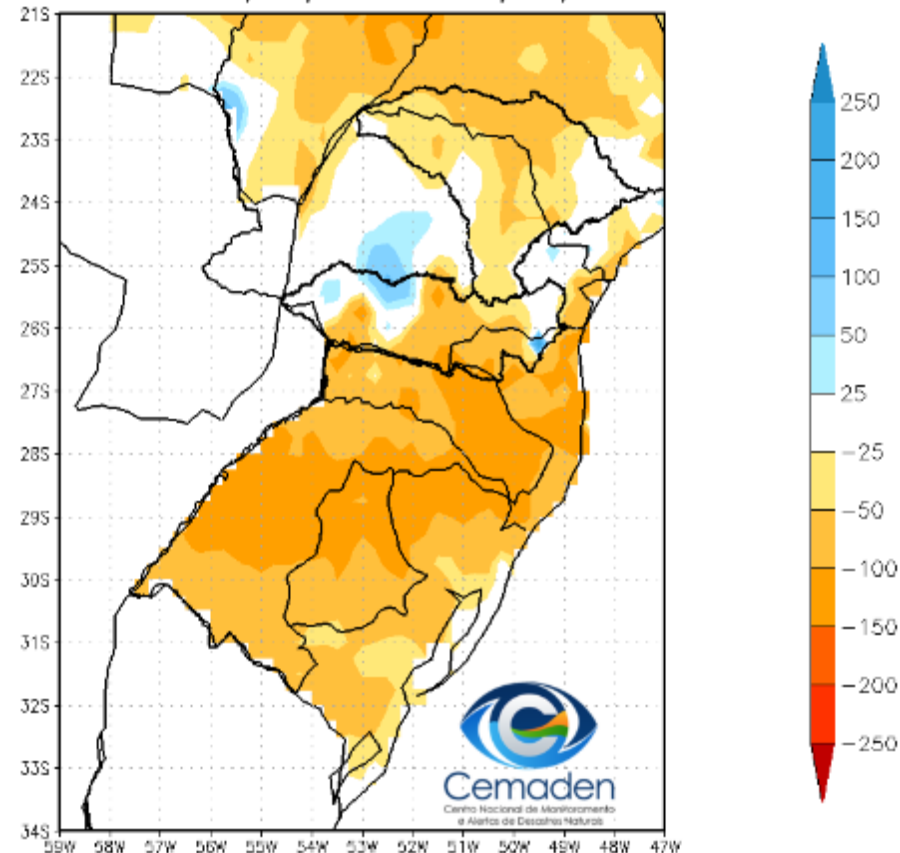 21S
22S
23S
24S
25S
26S
27S
28S
29S
30S
31S
32S
33S
34S
59W 58W 57W 56W 55W 54W 53W 52W 51W 50W 49W 48W 47W
250
200
150
100
50
25
−25
−50
−100
−150
−200
−250
Cemaden
Centro Nacional de Monitoramento
e Alertas de Desastres Naturais